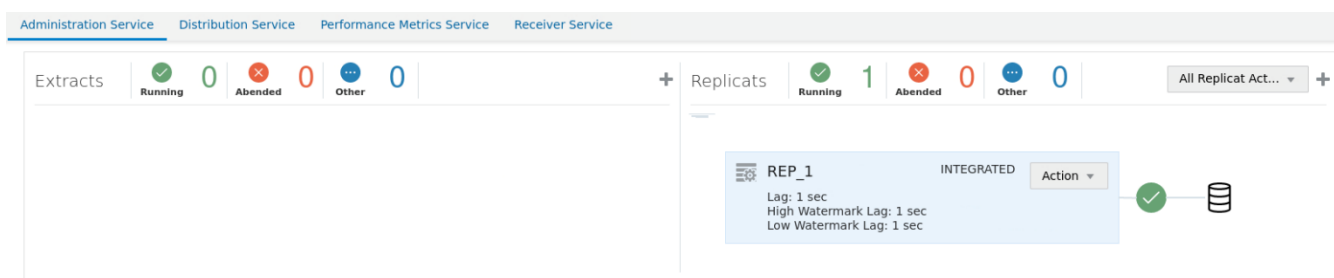 Administration Service Distribution Service Performance Metrics Service Receiver Service
Extracts Running 0 Abended 0 Other 0
Replicats Running 1 Abended 0 Other 0 All Replicat Act...
REP_1 INTEGRATED Action
Lag: 1 sec
High Watermark Lag: 1 sec
Low Watermark Lag: 1 sec